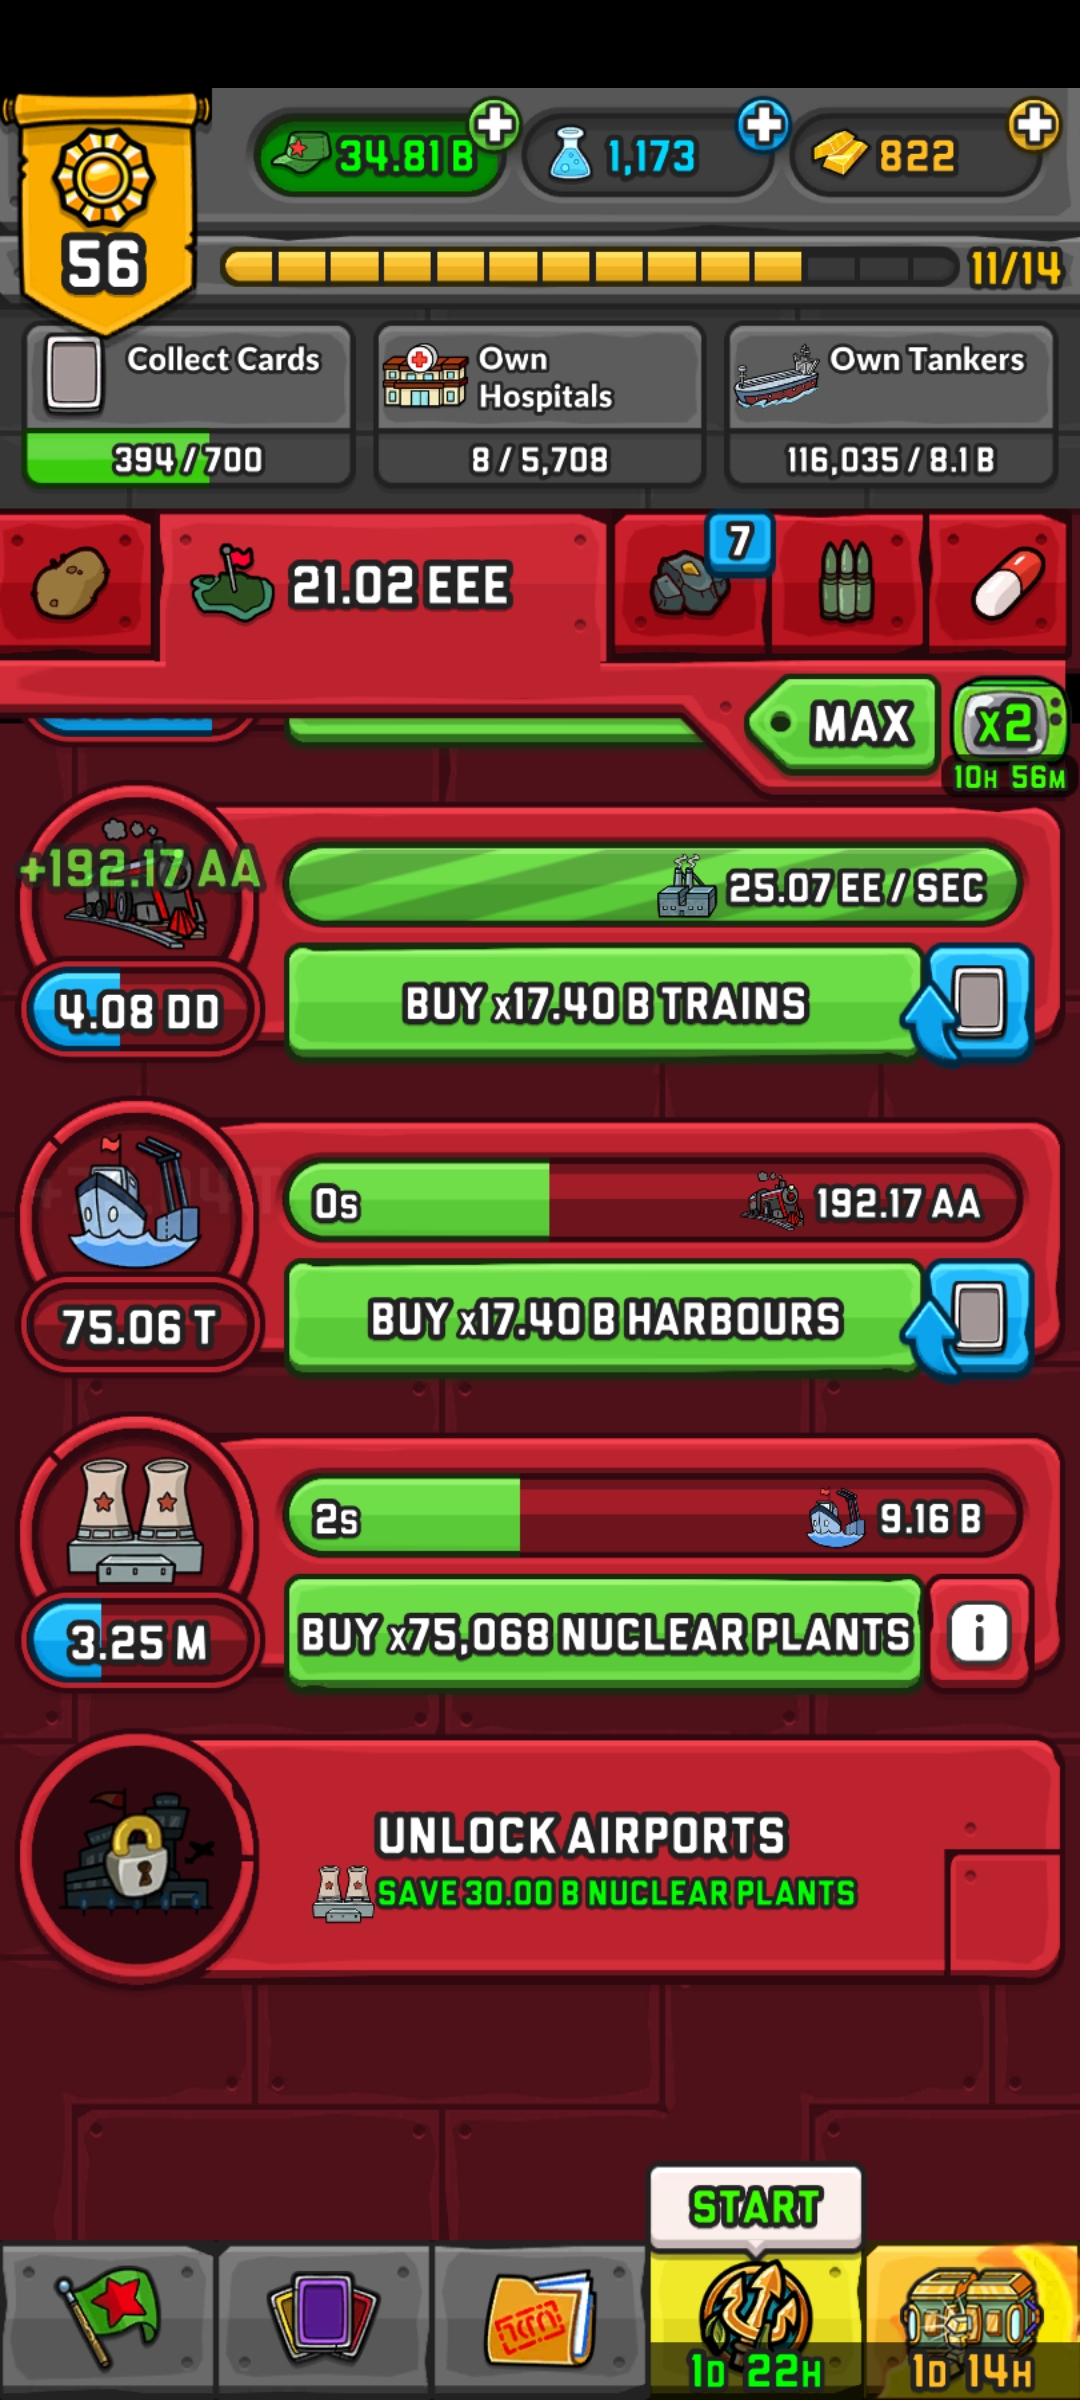 34.81 B
1,173
822
56
11/14
Collect Cards
394 / 700
Own
Hospitals
8 / 5,708
Own Tankers
116,035 / 8.1 B
21.02 EEE
7
MAX
x2
10H 56M
+192.17 AA
25.07 EE / SEC
4.08 DD
BUY x17.40 B TRAINS
0s
192.17 AA
75.06 T
BUY x17.40 B HARBOURS
2s
9.16 B
3.25 M
BUY x75,068 NUCLEAR PLANTS
i
UNLOCK AIRPORTS
SAVE 30.00 B NUCLEAR PLANTS
START
1D 22H
1D 14H